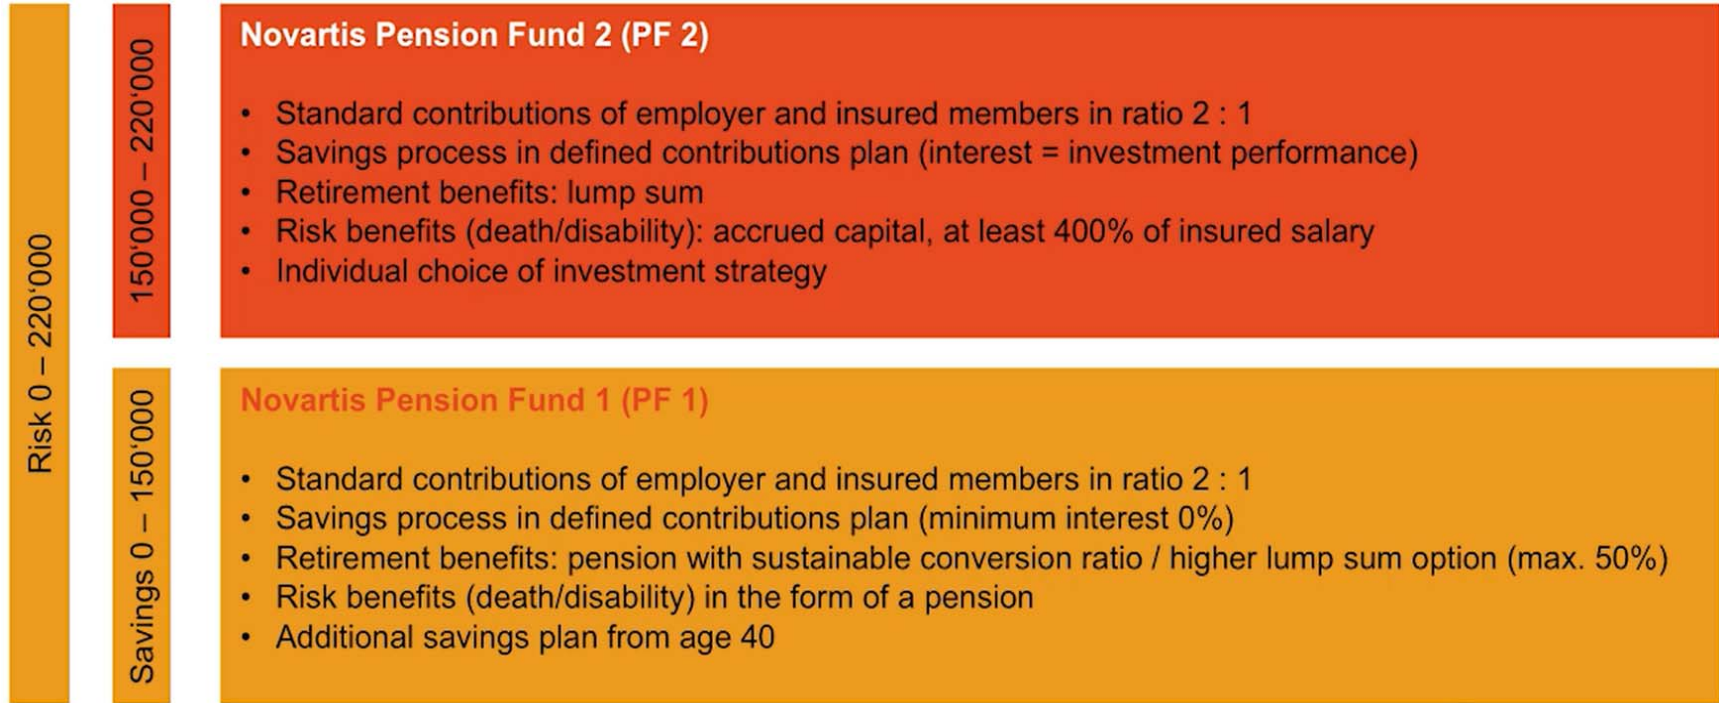 Risk 0 – 220‘000
150‘000 – 220‘000
Novartis Pension Fund 2 (PF 2)
• Standard contributions of employer and insured members in ratio 2 : 1
• Savings process in defined contributions plan (interest = investment performance)
• Retirement benefits: lump sum
• Risk benefits (death/disability): accrued capital, at least 400% of insured salary
• Individual choice of investment strategy
Savings 0 – 150‘000
Novartis Pension Fund 1 (PF 1)
• Standard contributions of employer and insured members in ratio 2 : 1
• Savings process in defined contributions plan (minimum interest 0%)
• Retirement benefits: pension with sustainable conversion ratio / higher lump sum option (max. 50%)
• Risk benefits (death/disability) in the form of a pension
• Additional savings plan from age 40